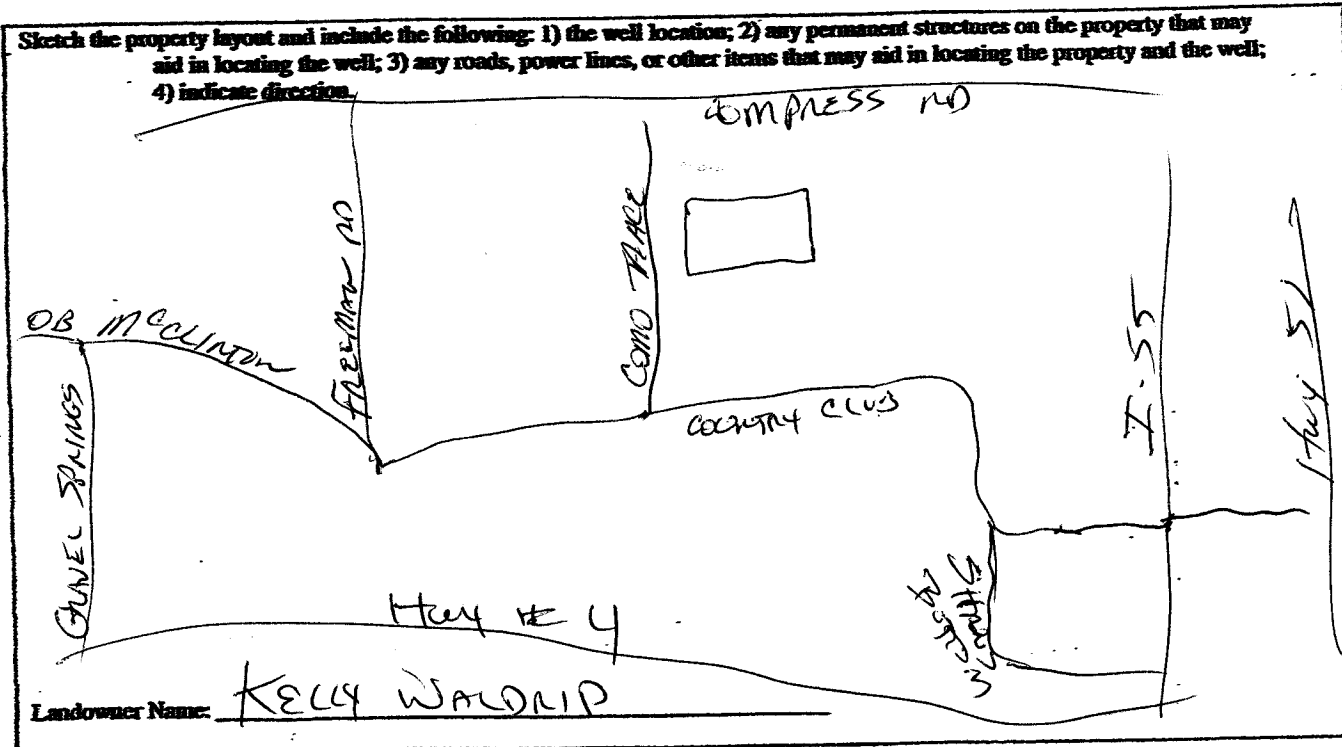 Sketch the property layout and include the following: 1) the well location; 2) any permanent structures on the property that may
aid in locating the well; 3) any roads, power lines, or other items that may aid in locating the property and the well;
4) indicate direction.
COMPRESS RD
FREEMAN RD
COMO PLACE
OB McCLINTON
I-55
Hwy 51
COUNTRY CLUB
GRAVEL SPRINGS
Hwy # 4
Landowner Name: KELLY WALDRIP